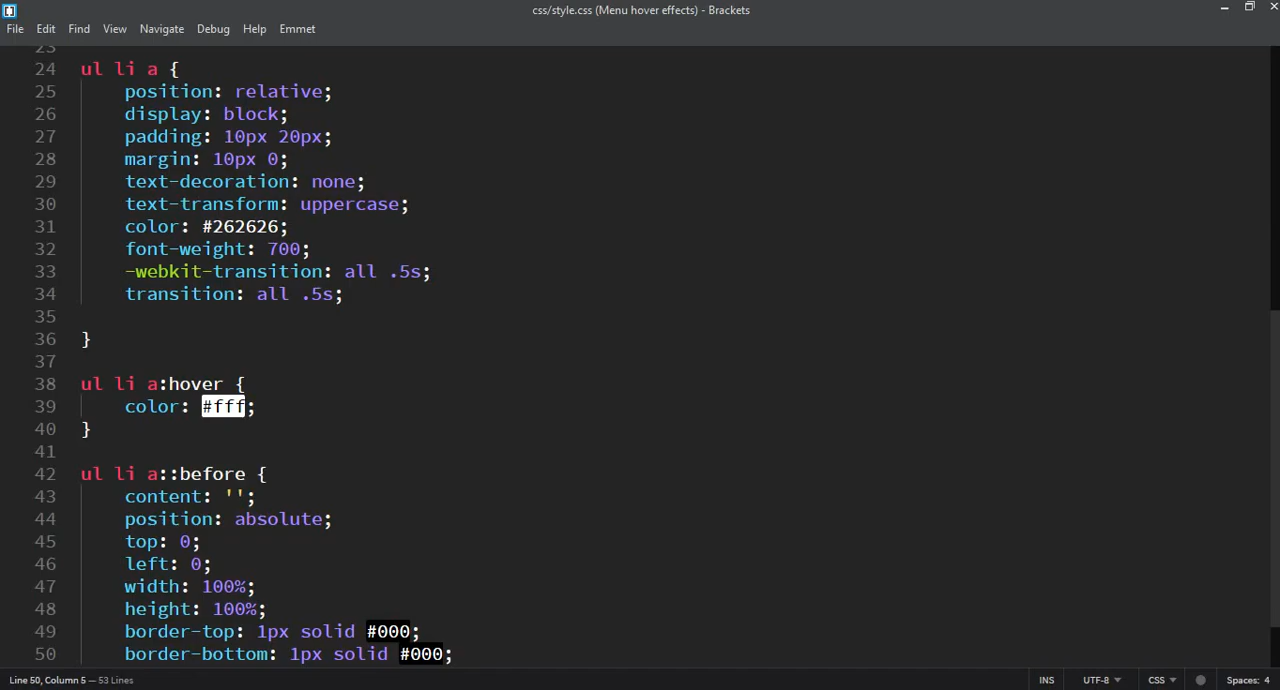 css/style.css (Menu hover effects) - Brackets
File Edit Find View Navigate Debug Help Emmet
23
24 ul li a {
25 position: relative;
26 display: block;
27 padding: 10px 20px;
28 margin: 10px 0;
29 text-decoration: none;
30 text-transform: uppercase;
31 color: #262626;
32 font-weight: 700;
33 -webkit-transition: all .5s;
34 transition: all .5s;
35
36 }
37
38 ul li a:hover {
39 color: #fff;
40 }
41
42 ul li a::before {
43 content: '';
44 position: absolute;
45 top: 0;
46 left: 0;
47 width: 100%;
48 height: 100%;
49 border-top: 1px solid #000;
50 border-bottom: 1px solid #000;
Line 50, Column 5 — 53 Lines INS UTF-8 CSS Spaces: 4